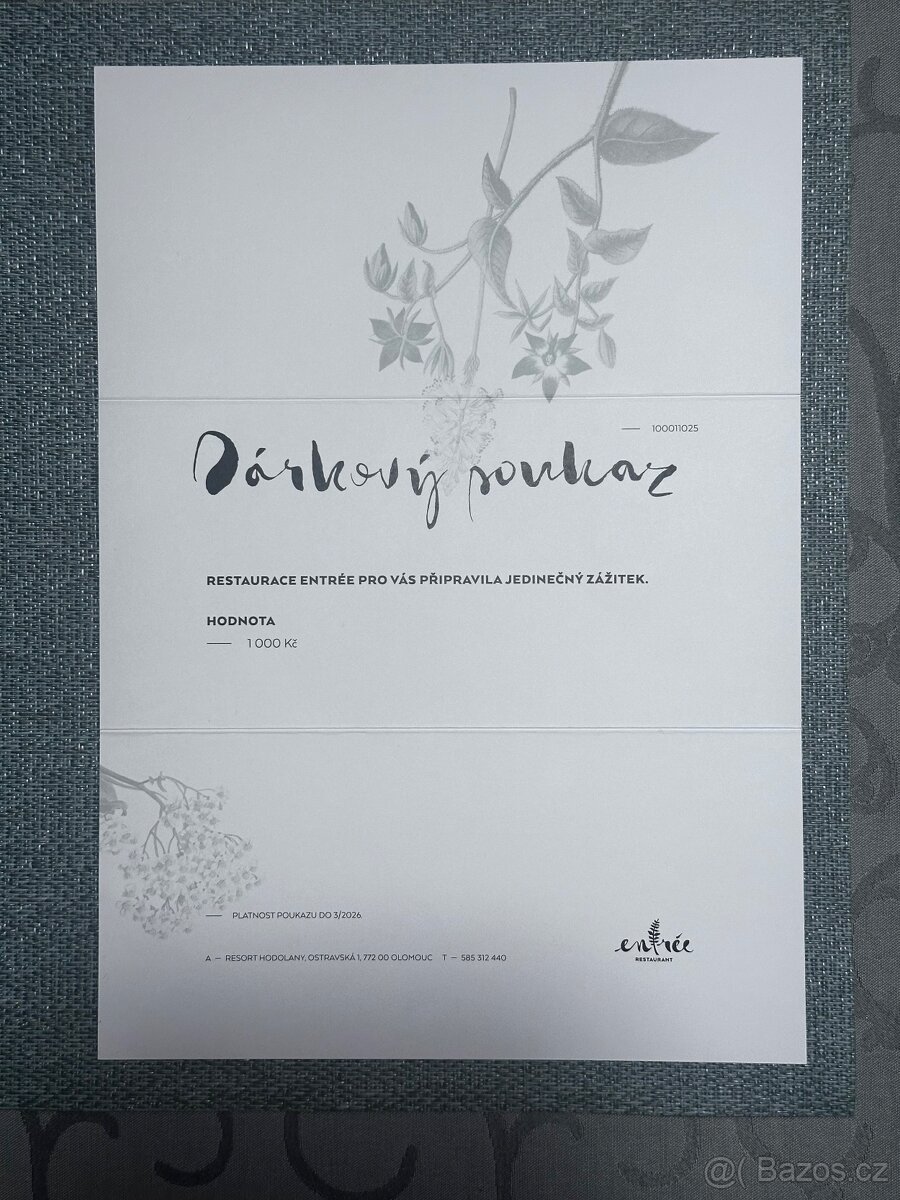 — 100011025
Dárkový poukaz
RESTAURACE ENTRÉE PRO VÁS PŘIPRAVILA JEDINEČNÝ ZÁŽITEK.
HODNOTA
— 1 000 Kč
— PLATNOST POUKAZU DO 3/2026.
A — RESORT HODOLANY, OSTRAVSKÁ 1, 772 00 OLOMOUC T — 585 312 440
entrée
RESTAURANT
@( Bazos.cz